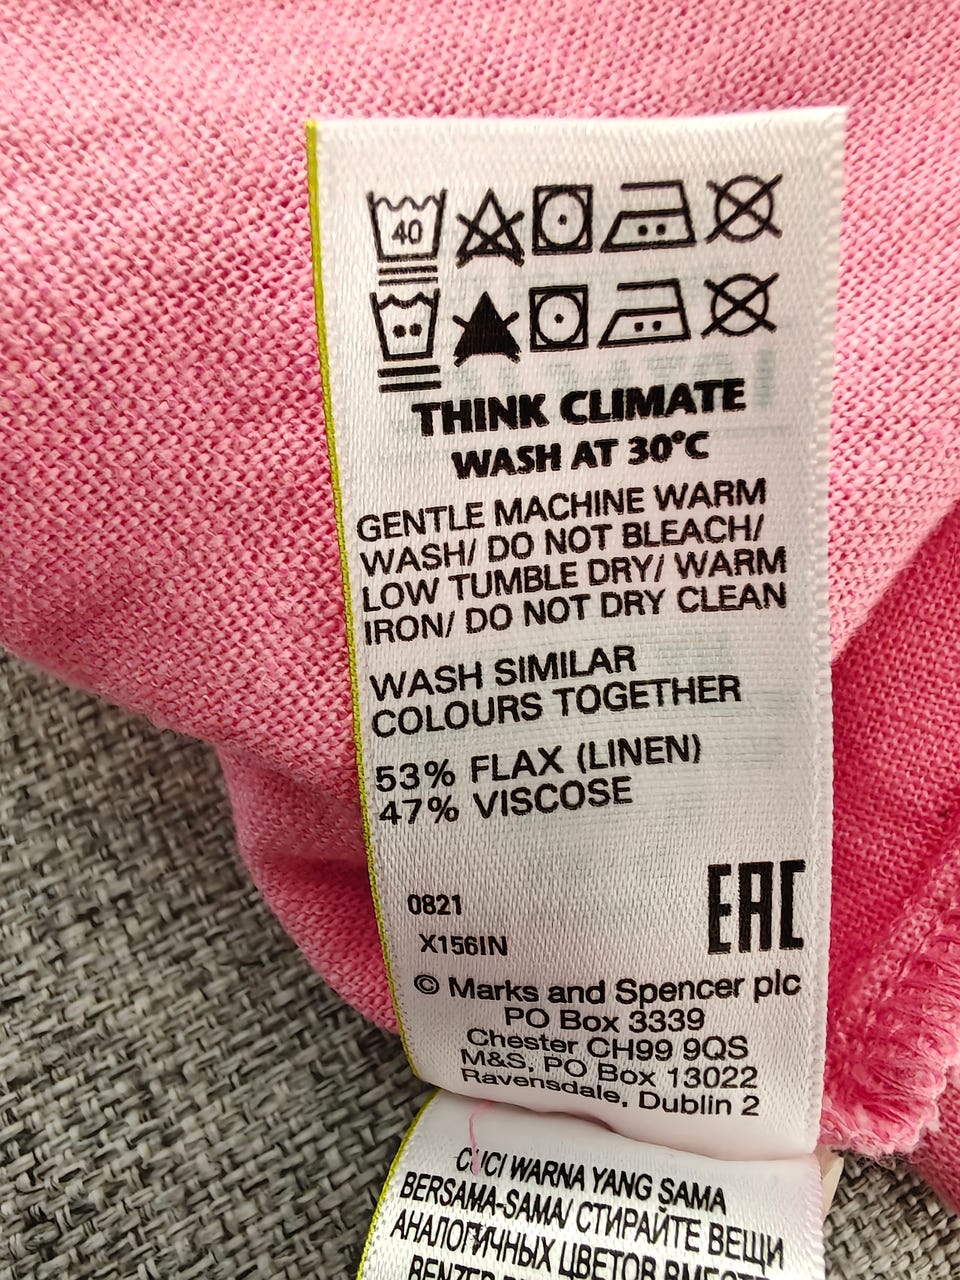 40
THINK CLIMATE
WASH AT 30°C
GENTLE MACHINE WARM
WASH/ DO NOT BLEACH/
LOW TUMBLE DRY/ WARM
IRON/ DO NOT DRY CLEAN
WASH SIMILAR
COLOURS TOGETHER
53% FLAX (LINEN)
47% VISCOSE
0821
EAC
X156IN
© Marks and Spencer plc
PO Box 3339
Chester CH99 9QS
M&S, PO Box 13022
Ravensdale, Dublin 2
CUCI WARNA YANG SAMA
BERSAMA-SAMA/ СТИРАЙТЕ ВЕЩИ
АНАЛОГИЧНЫХ ЦВЕТОВ